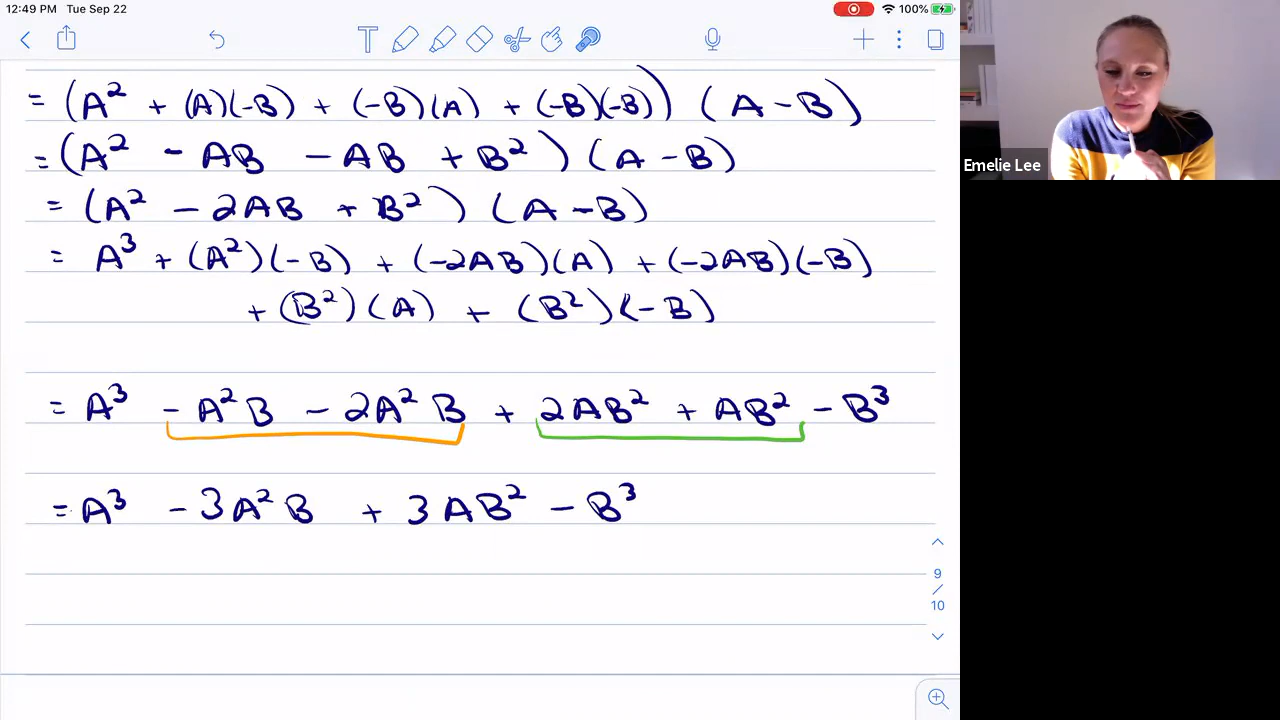 12:49 PM Tue Sep 22
100%
= (A² + (A)(-B) + (-B)(A) + (-B)(-B)) (A - B)
= (A² - AB - AB + B²) (A - B)
= (A² - 2AB + B²) (A - B)
= A³ + (A²)(-B) + (-2AB)(A) + (-2AB)(-B)
+ (B²)(A) + (B²)(-B)
= A³ - A²B - 2A²B + 2AB² + AB² - B³
= A³ - 3A²B + 3AB² - B³
9
/
10
Emelie Lee